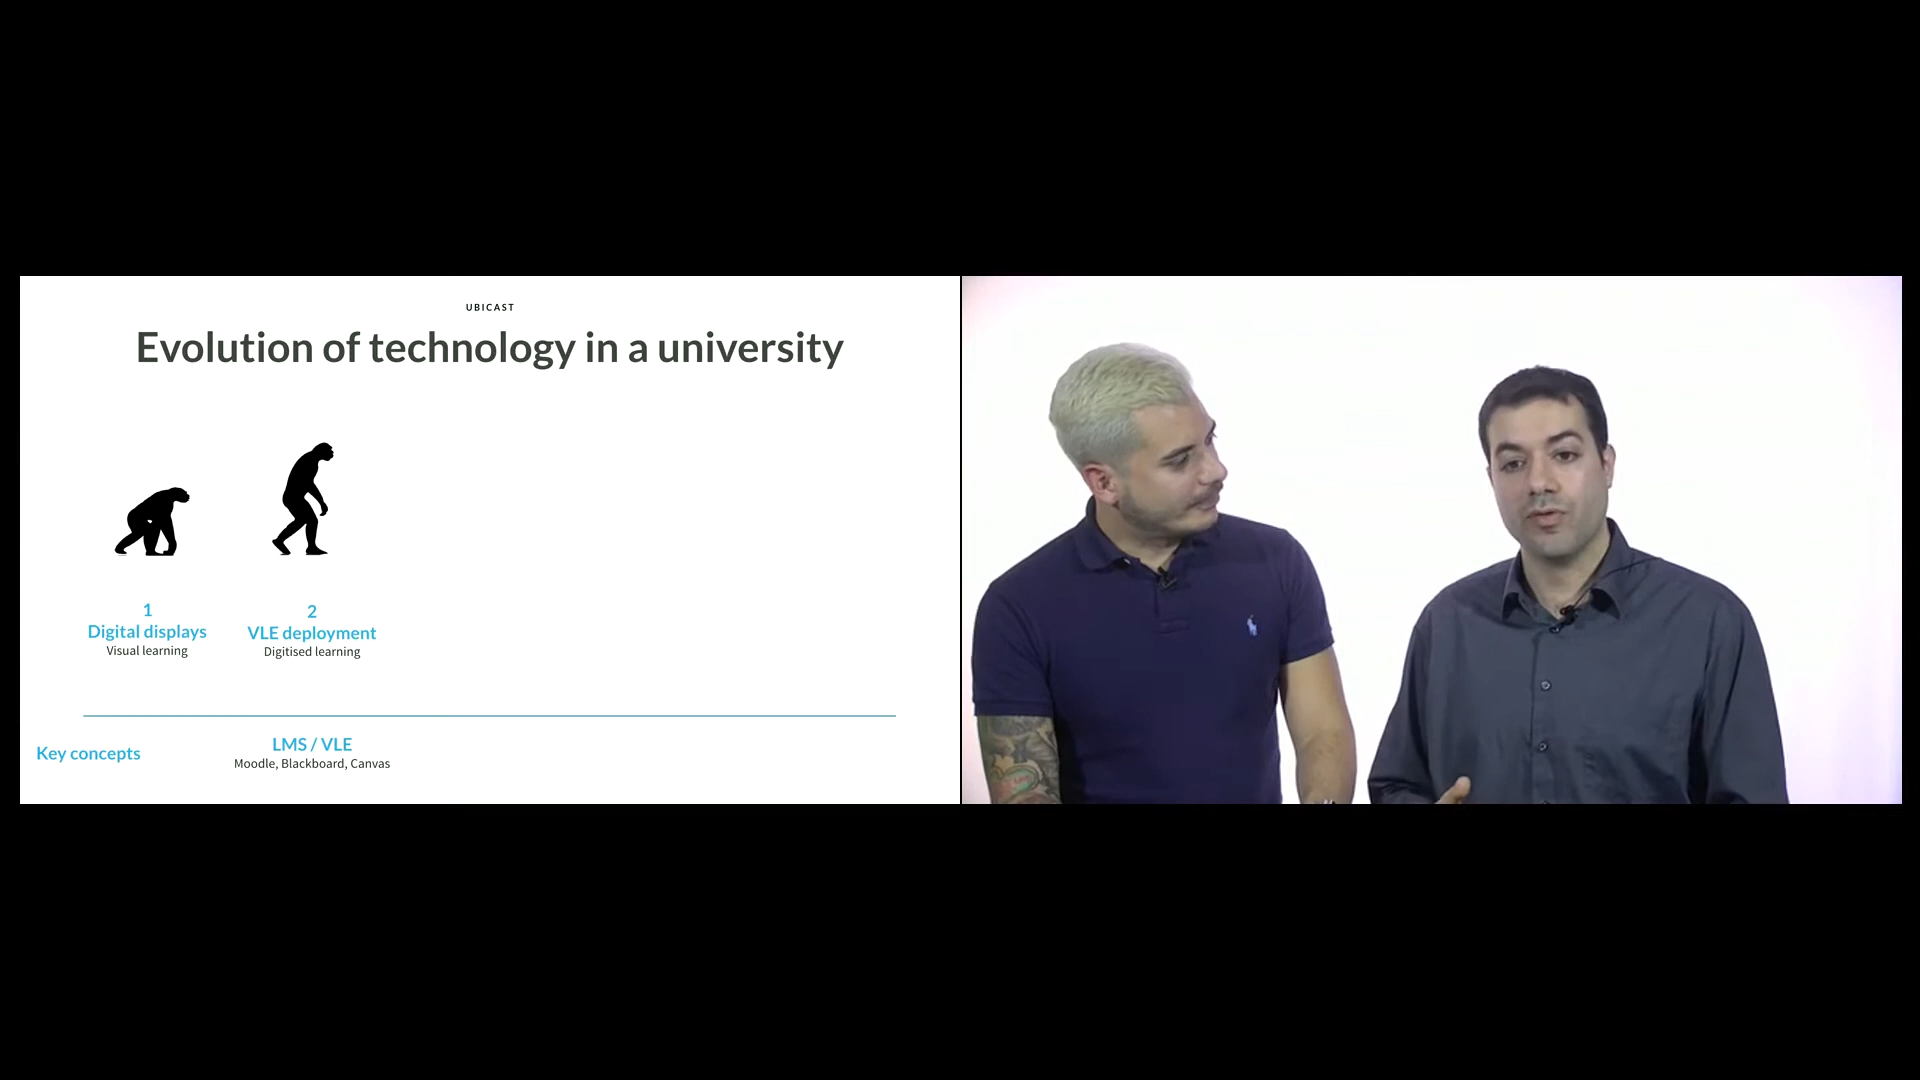 UBICAST
Evolution of technology in a university
1
Digital displays
Visual learning
2
VLE deployment
Digitised learning
Key concepts
LMS / VLE
Moodle, Blackboard, Canvas